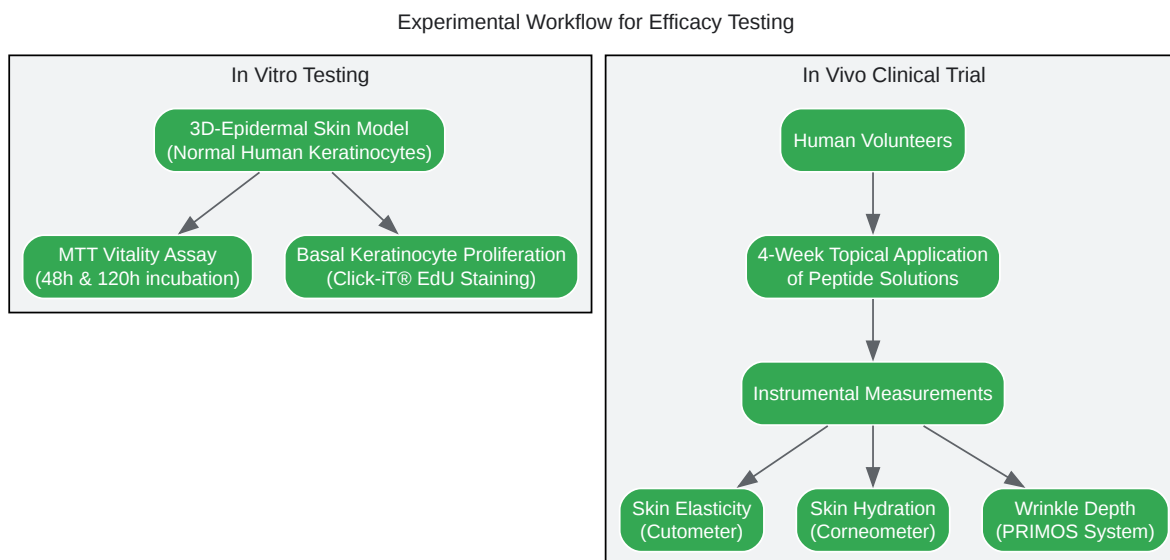 Experimental Workflow for Efficacy Testing
In Vitro Testing
3D-Epidermal Skin Model
(Normal Human Keratinocytes)
MTT Vitality Assay
(48h & 120h incubation)
Basal Keratinocyte Proliferation
(Click-iT® EdU Staining)
In Vivo Clinical Trial
Human Volunteers
4-Week Topical Application
of Peptide Solutions
Instrumental Measurements
Skin Elasticity
(Cutometer)
Skin Hydration
(Corneometer)
Wrinkle Depth
(PRIMOS System)